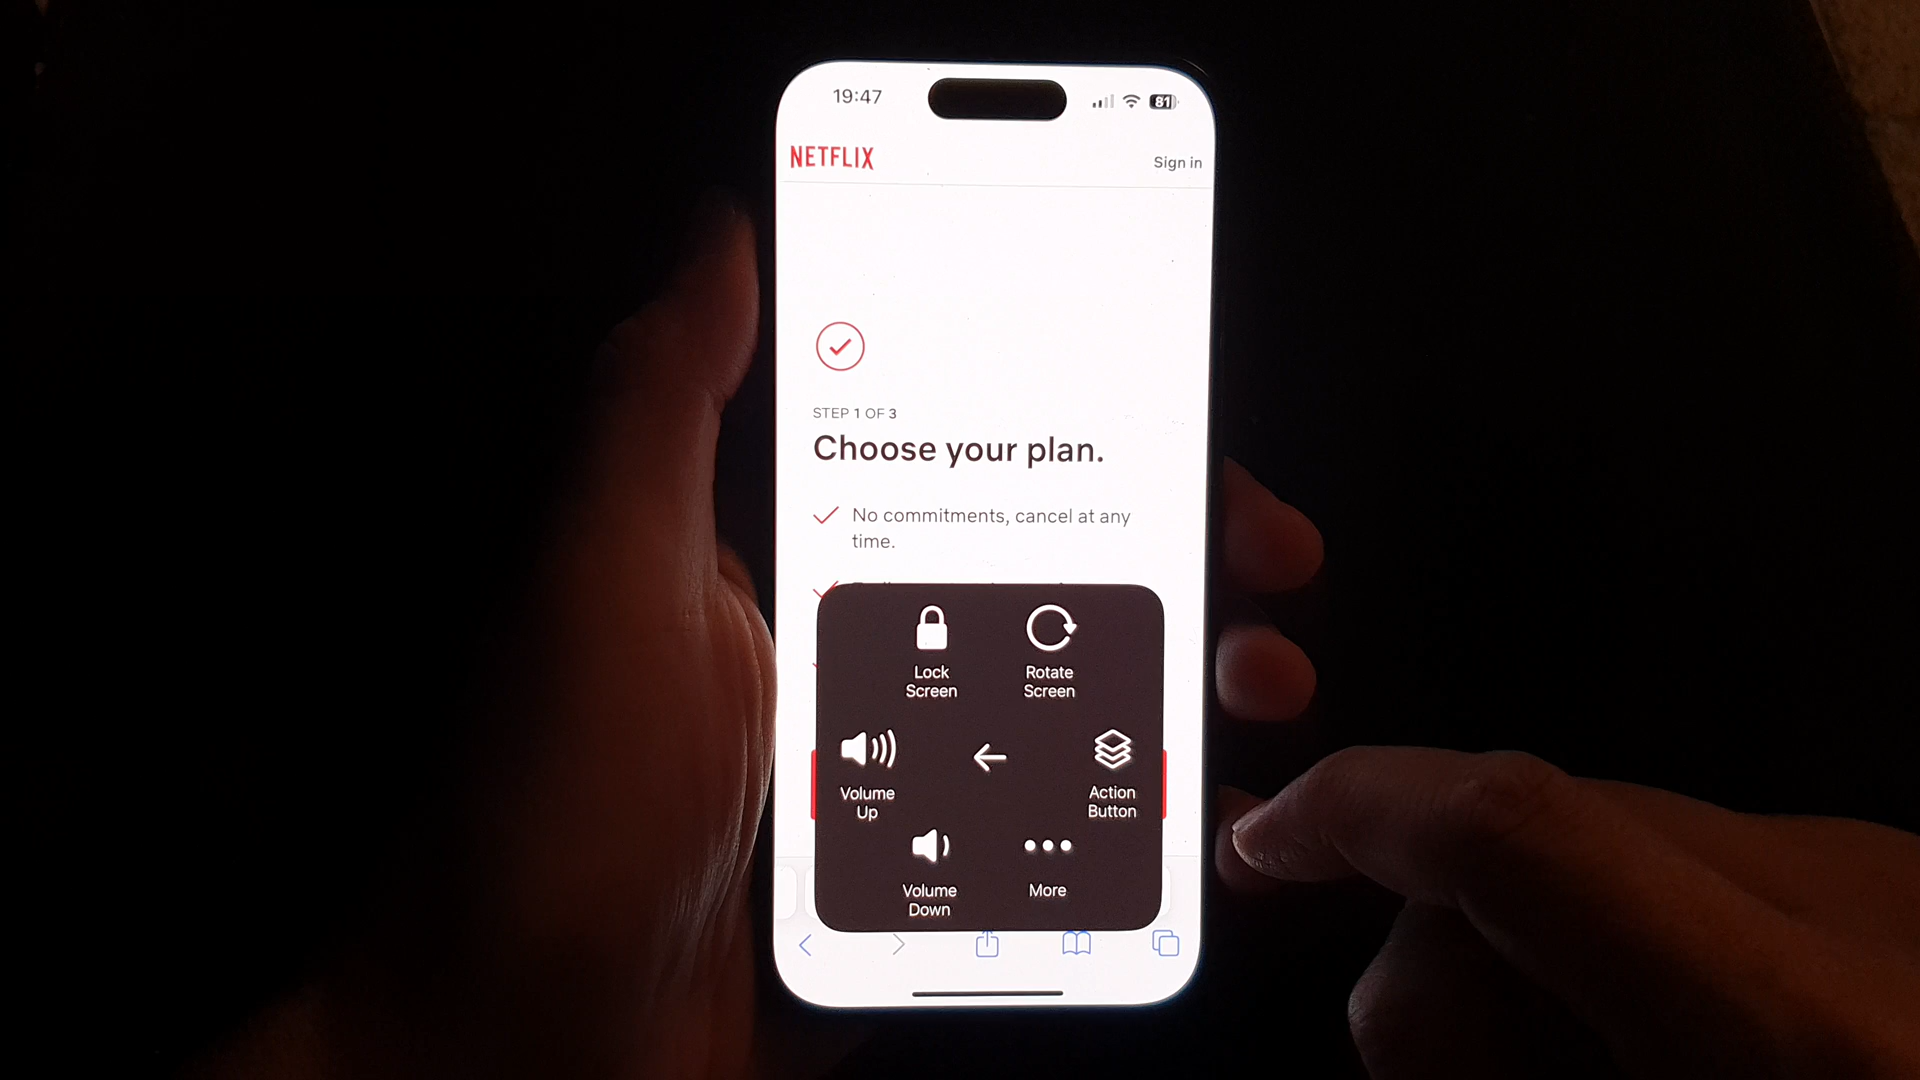 19:47
81
NETFLIX
Sign in
STEP 1 OF 3
Choose your plan.
No commitments, cancel at any
time.
Lock
Screen
Rotate
Screen
Volume
Up
Action
Button
Volume
Down
More